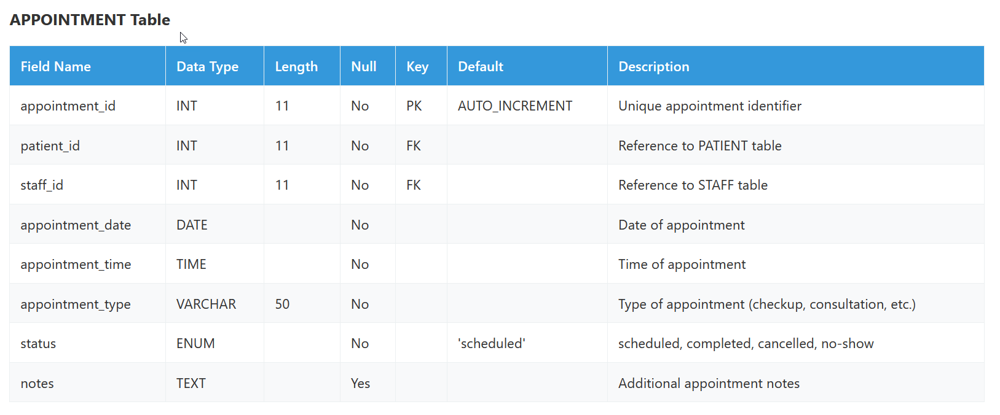 APPOINTMENT Table
Field Name Data Type Length Null Key Default Description
appointment_id INT 11 No PK AUTO_INCREMENT Unique appointment identifier
patient_id INT 11 No FK Reference to PATIENT table
staff_id INT 11 No FK Reference to STAFF table
appointment_date DATE No Date of appointment
appointment_time TIME No Time of appointment
appointment_type VARCHAR 50 No Type of appointment (checkup, consultation, etc.)
status ENUM No 'scheduled' scheduled, completed, cancelled, no-show
notes TEXT Yes Additional appointment notes